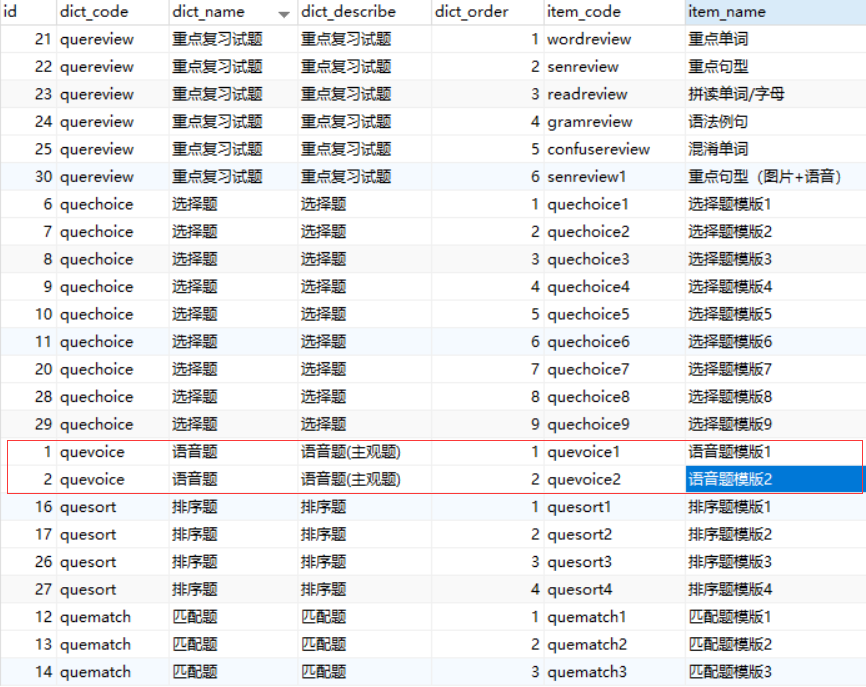 id dict_code dict_name dict_describe dict_order item_code item_name
21 quereview 重点复习试题 重点复习试题 1 wordreview 重点单词
22 quereview 重点复习试题 重点复习试题 2 senreview 重点句型
23 quereview 重点复习试题 重点复习试题 3 readreview 拼读单词/字母
24 quereview 重点复习试题 重点复习试题 4 gramreview 语法例句
25 quereview 重点复习试题 重点复习试题 5 confusereview 混淆单词
30 quereview 重点复习试题 重点复习试题 6 senreview1 重点句型（图片+语音）
6 quechoice 选择题 选择题 1 quechoice1 选择题模版1
7 quechoice 选择题 选择题 2 quechoice2 选择题模版2
8 quechoice 选择题 选择题 3 quechoice3 选择题模版3
9 quechoice 选择题 选择题 4 quechoice4 选择题模版4
10 quechoice 选择题 选择题 5 quechoice5 选择题模版5
11 quechoice 选择题 选择题 6 quechoice6 选择题模版6
20 quechoice 选择题 选择题 7 quechoice7 选择题模版7
28 quechoice 选择题 选择题 8 quechoice8 选择题模版8
29 quechoice 选择题 选择题 9 quechoice9 选择题模版9
1 quevoice 语音题 语音题(主观题) 1 quevoice1 语音题模版1
2 quevoice 语音题 语音题(主观题) 2 quevoice2 语音题模版2
16 quesort 排序题 排序题 1 quesort1 排序题模版1
17 quesort 排序题 排序题 2 quesort2 排序题模版2
26 quesort 排序题 排序题 3 quesort3 排序题模版3
27 quesort 排序题 排序题 4 quesort4 排序题模版4
12 quematch 匹配题 匹配题 1 quematch1 匹配题模版1
13 quematch 匹配题 匹配题 2 quematch2 匹配题模版2
14 quematch 匹配题 匹配题 3 quematch3 匹配题模版3